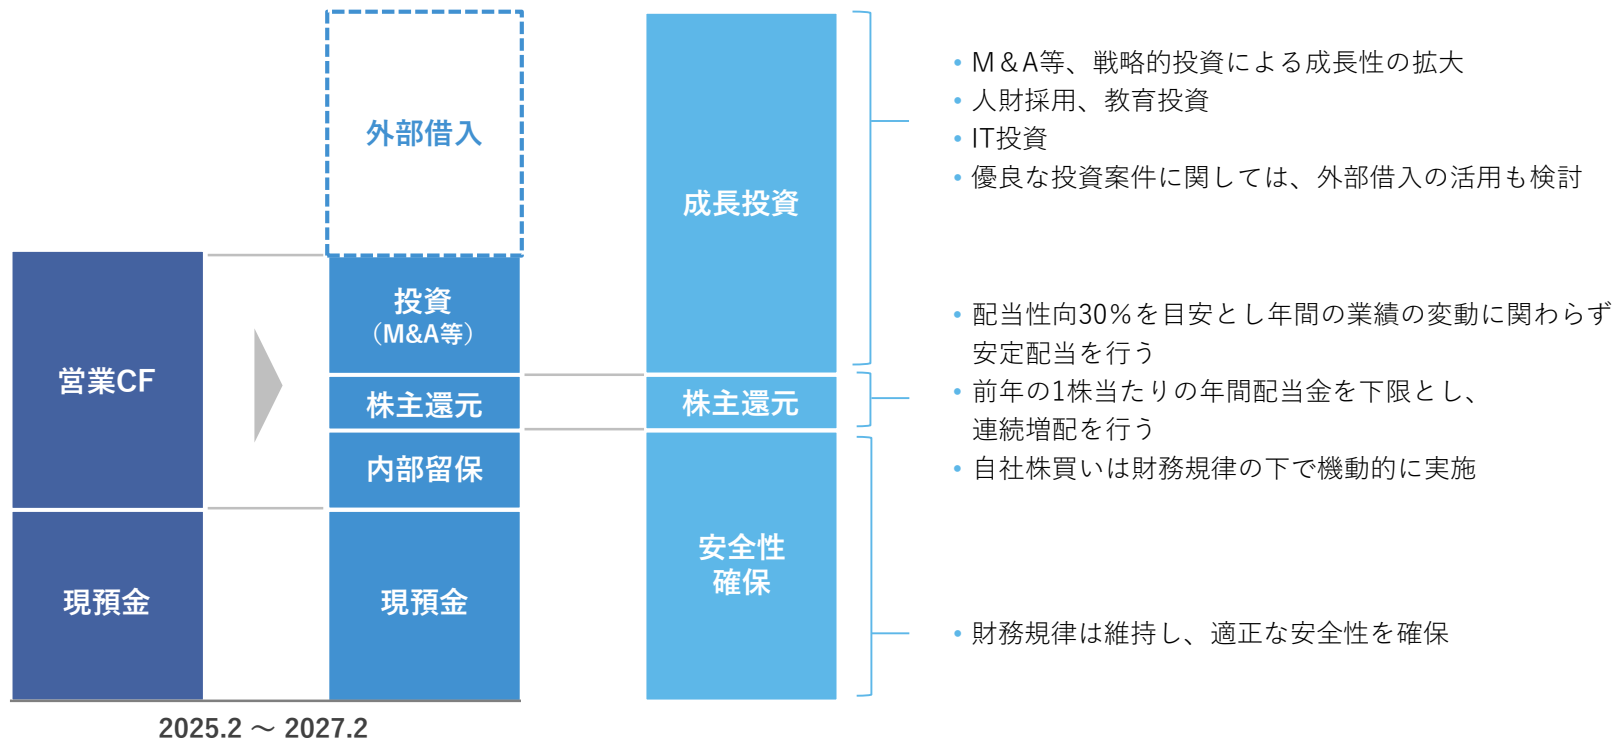 外部借入
投資
（M&A等）
営業CF
株主還元
内部留保
現預金
現預金
2025.2 ～ 2027.2
成長投資
株主還元
安全性
確保
• M＆A等、戦略的投資による成長性の拡大
• 人財採用、教育投資
• IT投資
• 優良な投資案件に関しては、外部借入の活用も検討
• 配当性向30％を目安とし年間の業績の変動に関わらず
安定配当を行う
• 前年の1株当たりの年間配当金を下限とし、
連続増配を行う
• 自社株買いは財務規律の下で機動的に実施
• 財務規律は維持し、適正な安全性を確保